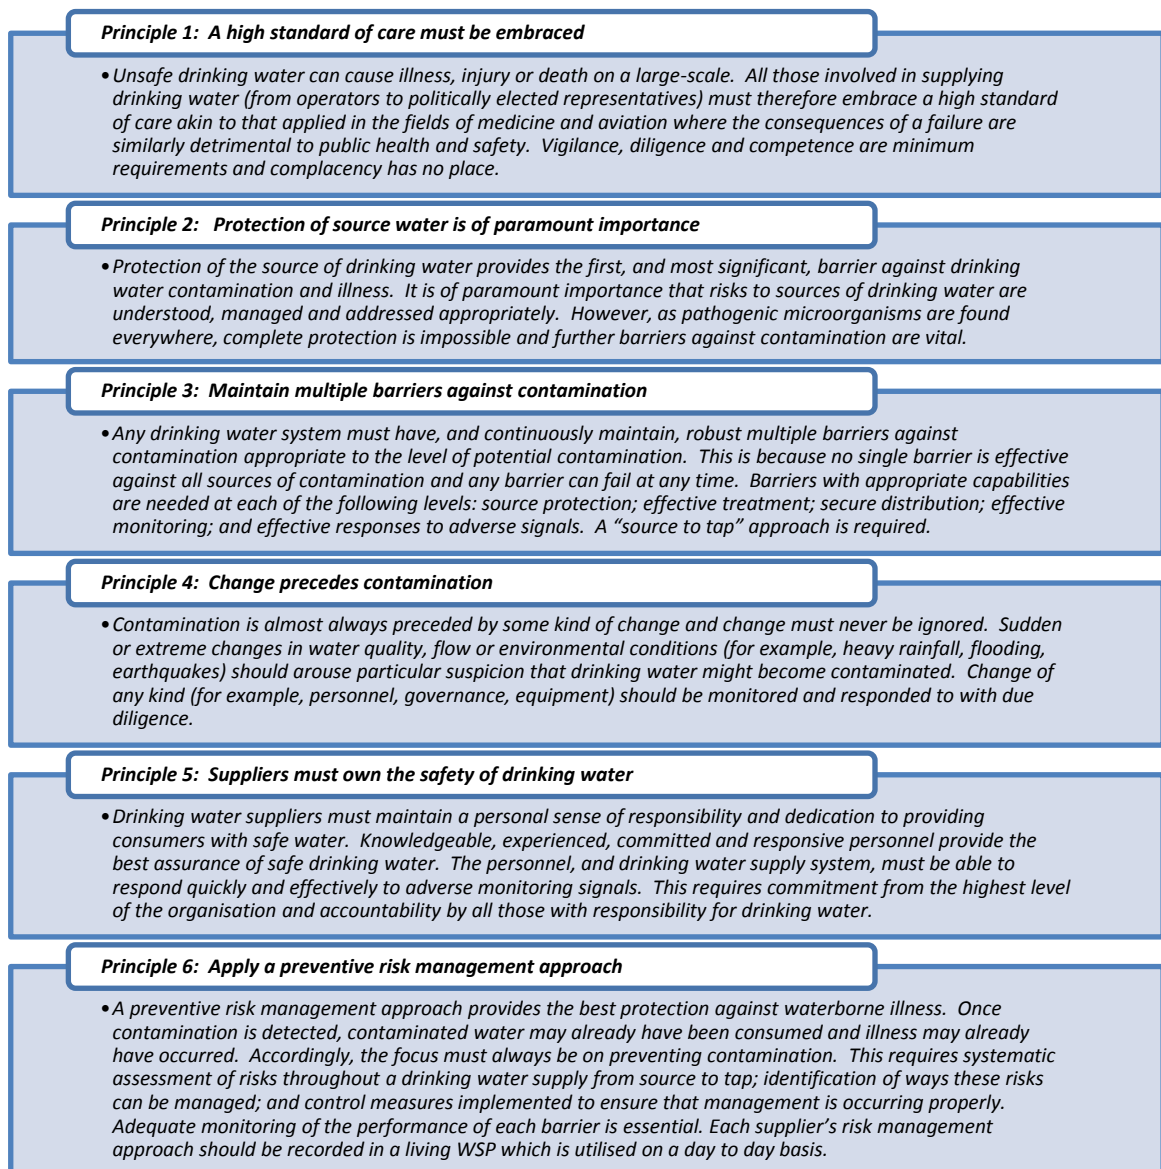 Principle 1: A high standard of care must be embraced
•Unsafe drinking water can cause illness, injury or death on a large-scale. All those involved in supplying
drinking water (from operators to politically elected representatives) must therefore embrace a high standard
of care akin to that applied in the fields of medicine and aviation where the consequences of a failure are
similarly detrimental to public health and safety. Vigilance, diligence and competence are minimum
requirements and complacency has no place.
Principle 2: Protection of source water is of paramount importance
•Protection of the source of drinking water provides the first, and most significant, barrier against drinking
water contamination and illness. It is of paramount importance that risks to sources of drinking water are
understood, managed and addressed appropriately. However, as pathogenic microorganisms are found
everywhere, complete protection is impossible and further barriers against contamination are vital.
Principle 3: Maintain multiple barriers against contamination
•Any drinking water system must have, and continuously maintain, robust multiple barriers against
contamination appropriate to the level of potential contamination. This is because no single barrier is effective
against all sources of contamination and any barrier can fail at any time. Barriers with appropriate capabilities
are needed at each of the following levels: source protection; effective treatment; secure distribution; effective
monitoring; and effective responses to adverse signals. A “source to tap” approach is required.
Principle 4: Change precedes contamination
•Contamination is almost always preceded by some kind of change and change must never be ignored. Sudden
or extreme changes in water quality, flow or environmental conditions (for example, heavy rainfall, flooding,
earthquakes) should arouse particular suspicion that drinking water might become contaminated. Change of
any kind (for example, personnel, governance, equipment) should be monitored and responded to with due
diligence.
Principle 5: Suppliers must own the safety of drinking water
•Drinking water suppliers must maintain a personal sense of responsibility and dedication to providing
consumers with safe water. Knowledgeable, experienced, committed and responsive personnel provide the
best assurance of safe drinking water. The personnel, and drinking water supply system, must be able to
respond quickly and effectively to adverse monitoring signals. This requires commitment from the highest level
of the organisation and accountability by all those with responsibility for drinking water.
Principle 6: Apply a preventive risk management approach
•A preventive risk management approach provides the best protection against waterborne illness. Once
contamination is detected, contaminated water may already have been consumed and illness may already
have occurred. Accordingly, the focus must always be on preventing contamination. This requires systematic
assessment of risks throughout a drinking water supply from source to tap; identification of ways these risks
can be managed; and control measures implemented to ensure that management is occurring properly.
Adequate monitoring of the performance of each barrier is essential. Each supplier’s risk management
approach should be recorded in a living WSP which is utilised on a day to day basis.